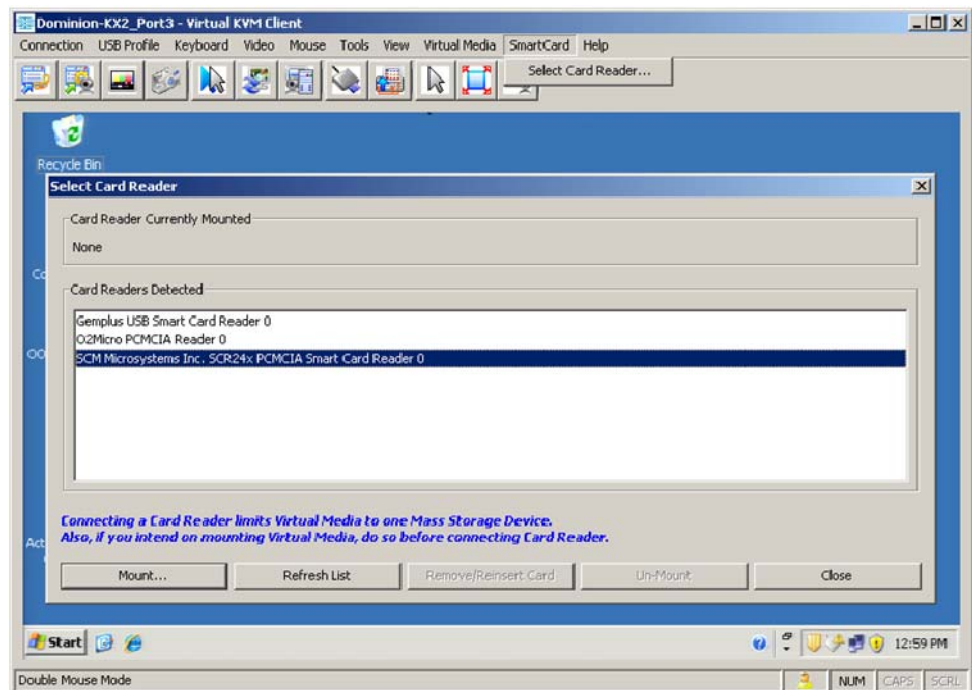 Dominion-KX2_Port3 - Virtual KVM Client
Connection USB Profile Keyboard Video Mouse Tools View Virtual Media SmartCard Help
Select Card Reader...
Recycle Bin
Select Card Reader
Card Reader Currently Mounted
None
Co
Card Readers Detected
Gemplus USB Smart Card Reader 0
O2Micro PCMCIA Reader 0
OO
SCM Microsystems Inc. SCR24x PCMCIA Smart Card Reader 0
Connecting a Card Reader limits Virtual Media to one Mass Storage Device.
Also, if you intend on mounting Virtual Media, do so before connecting Card Reader.
Act
Mount... Refresh List Remove/Reinsert Card Un-Mount Close
Start 12:59 PM
Double Mouse Mode NUM CAPS SCRL